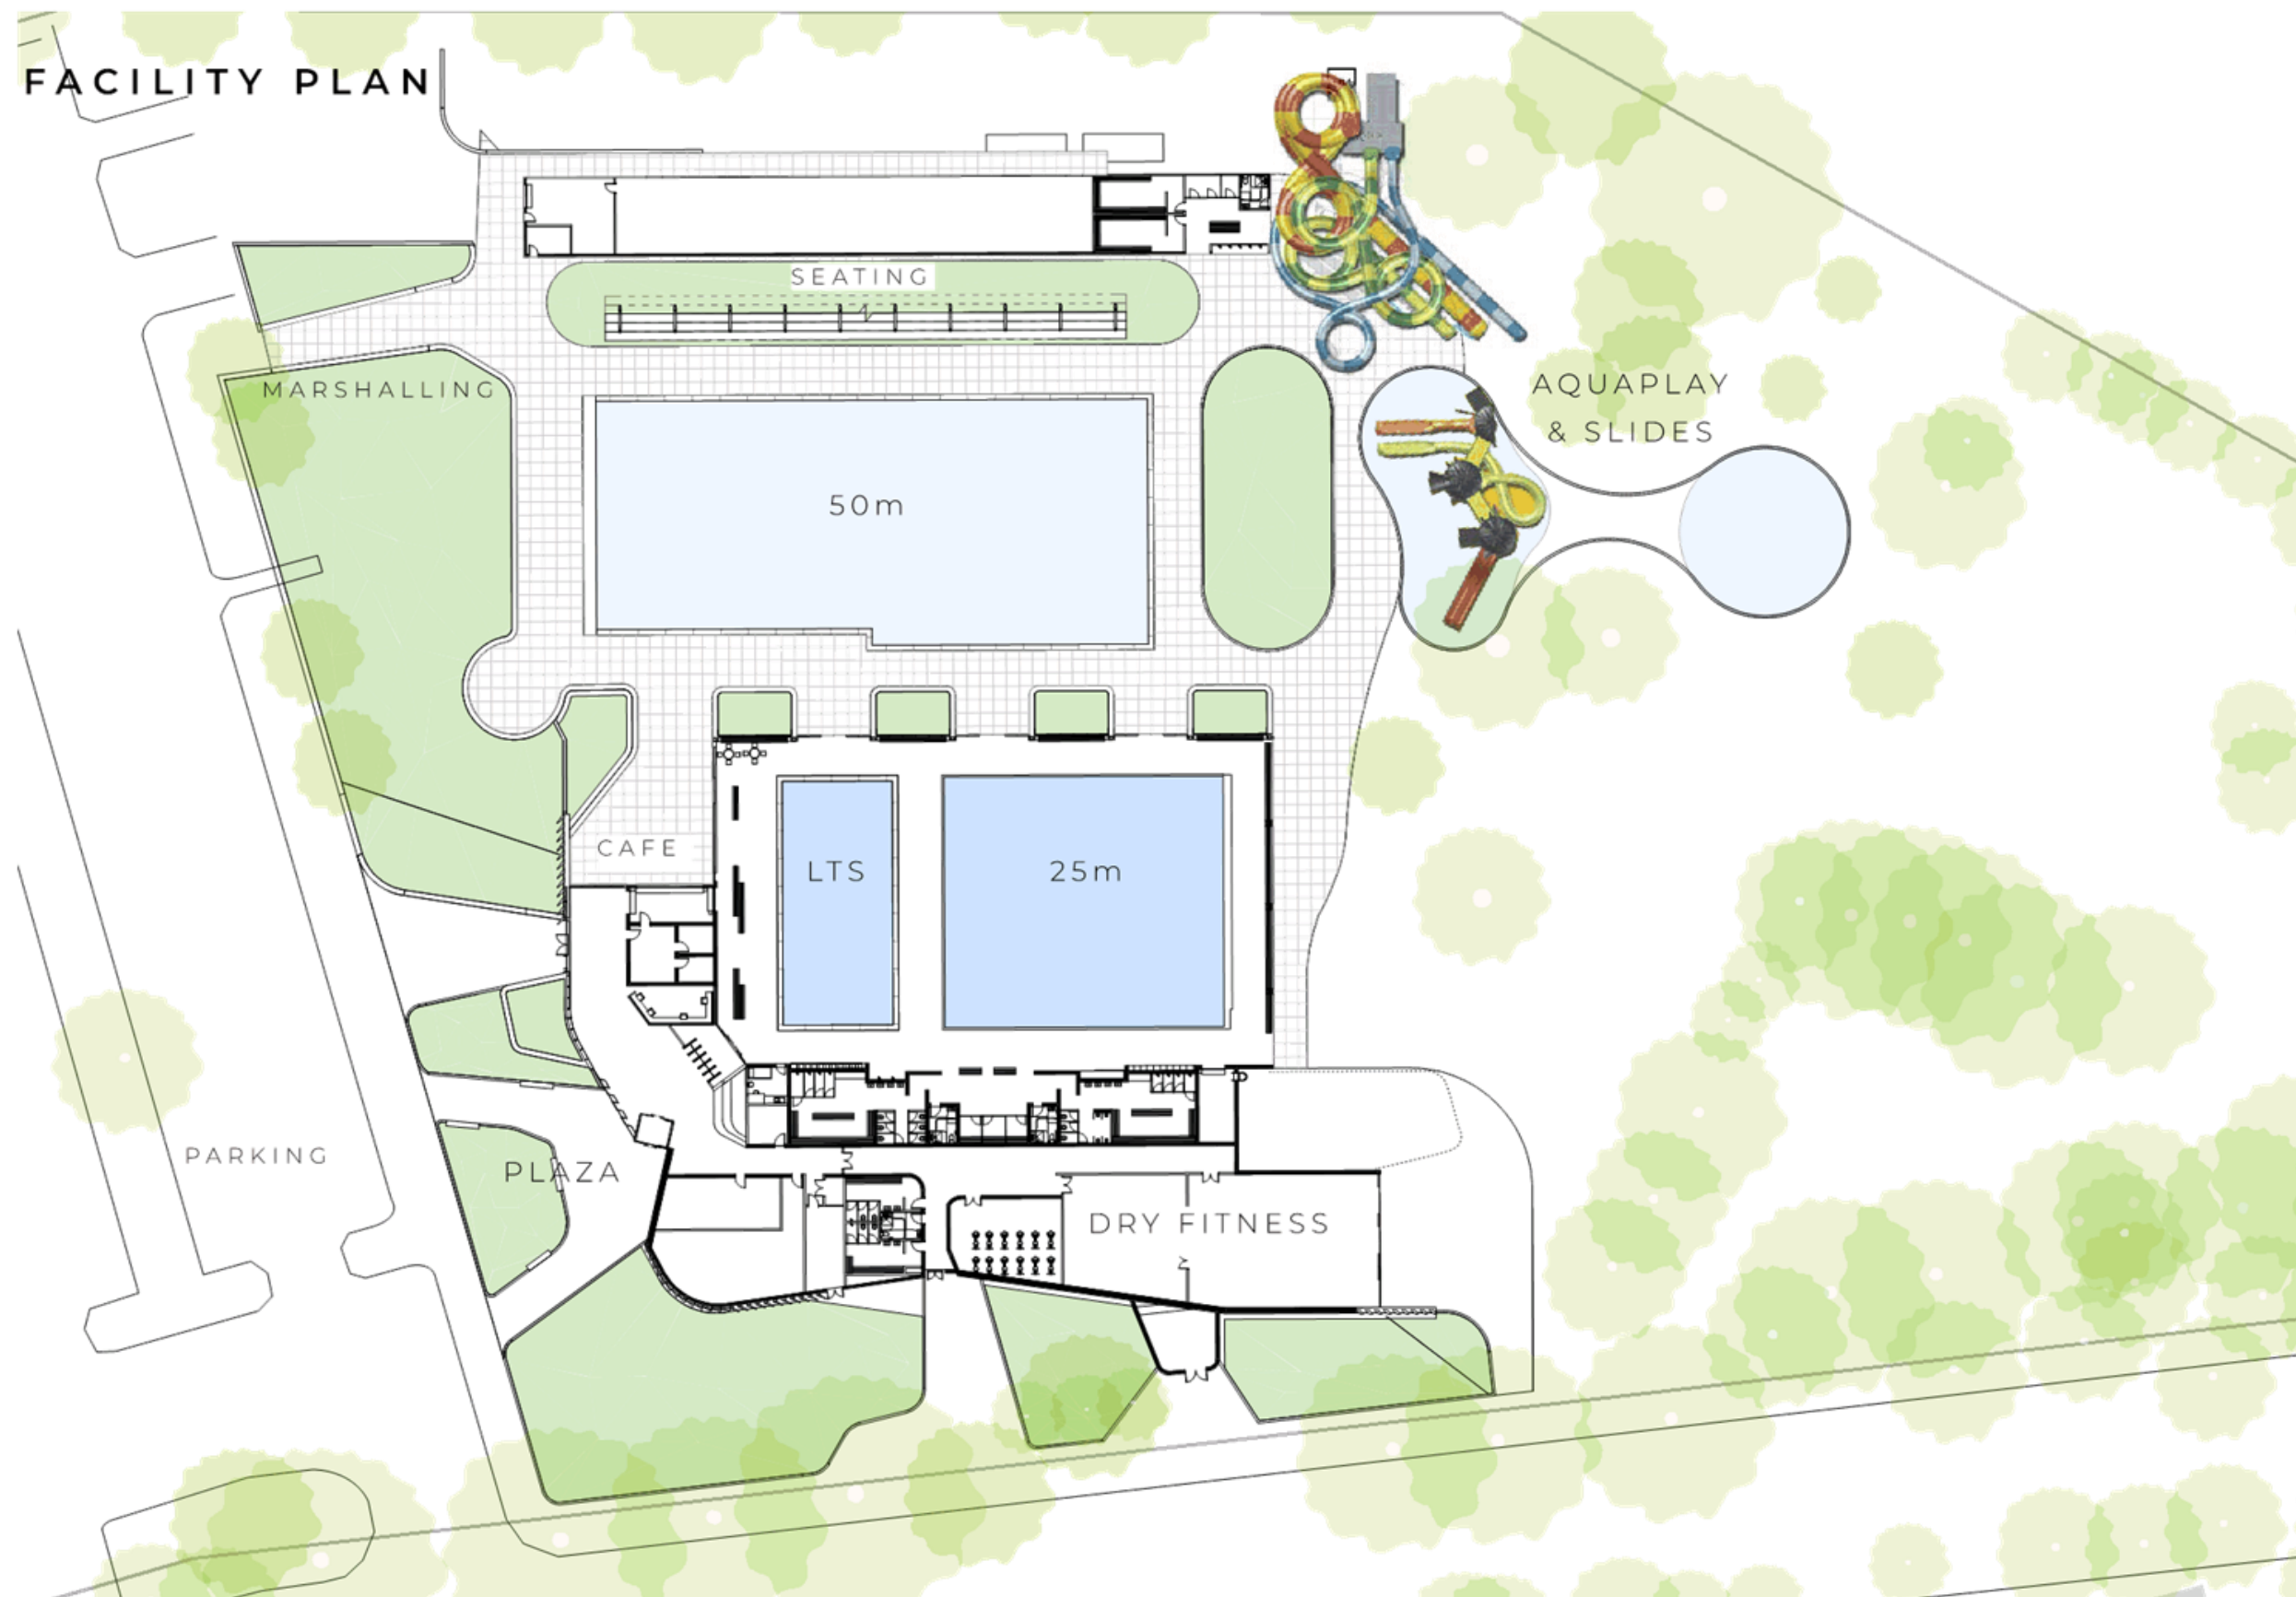 FACILITY PLAN
SEATING
MARSHALLING
AQUAPLAY
& SLIDES
50m
CAFE
LTS
25m
PARKING
PLAZA
DRY FITNESS